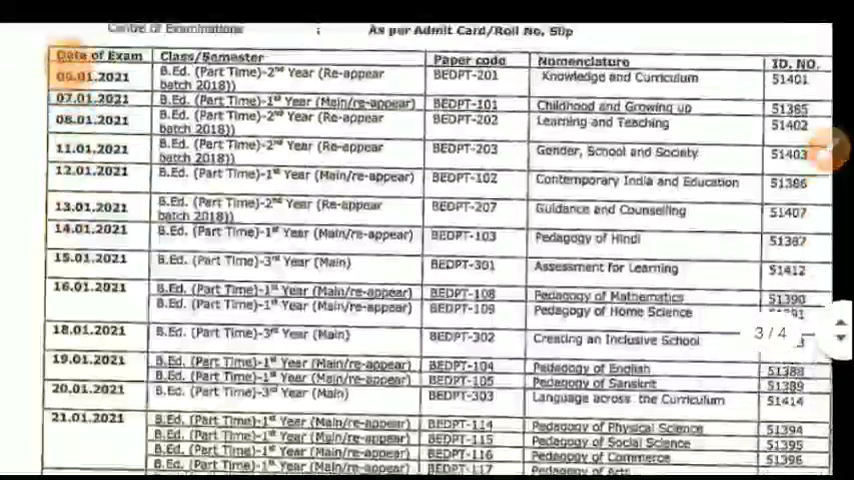 Centre of Examinations : As per Admit Card/Roll No. Slip
Date of Exam Class/Semester Paper code Nomenclature ID. NO.
.01.2021 B.Ed. (Part Time)-2nd Year (Re-appear batch 2018)) BEDPT-201 Knowledge and Curriculum 51401
07.01.2021 B.Ed. (Part Time)-1st Year (Main/re-appear) BEDPT-101 Childhood and Growing up 51385
08.01.2021 B.Ed. (Part Time)-2nd Year (Re-appear batch 2018)) BEDPT-202 Learning and Teaching 51402
11.01.2021 B.Ed. (Part Time)-2nd Year (Re-appear batch 2018)) BEDPT-203 Gender, School and Society 51403
12.01.2021 B.Ed. (Part Time)-1st Year (Main/re-appear) BEDPT-102 Contemporary India and Education 51386
13.01.2021 B.Ed. (Part Time)-2nd Year (Re-appear batch 2018)) BEDPT-207 Guidance and Counselling 51407
14.01.2021 B.Ed. (Part Time)-1st Year (Main/re-appear) BEDPT-103 Pedagogy of Hindi 51387
15.01.2021 B.Ed. (Part Time)-3rd Year (Main) BEDPT-301 Assessment for Learning 51412
16.01.2021 B.Ed. (Part Time)-1st Year (Main/re-appear) BEDPT-108 Pedagogy of Mathematics 51390
B.Ed. (Part Time)-1st Year (Main/re-appear) BEDPT-109 Pedagogy of Home Science
18.01.2021 B.Ed. (Part Time)-3rd Year (Main) BEDPT-302 Creating an Inclusive School
3/4
19.01.2021 B.Ed. (Part Time)-1st Year (Main/re-appear) BEDPT-104 Pedagogy of English 51388
B.Ed. (Part Time)-1st Year (Main/re-appear) BEDPT-105 Pedagogy of Sanskrit 51389
20.01.2021 B.Ed. (Part Time)-3rd Year (Main) BEDPT-303 Language across the Curriculum 51414
21.01.2021 B.Ed. (Part Time)-1st Year (Main/re-appear) BEDPT-114 Pedagogy of Physical Science 51394
B.Ed. (Part Time)-1st Year (Main/re-appear) BEDPT-115 Pedagogy of Social Science 51395
B.Ed. (Part Time)-1st Year (Main/re-appear) BEDPT-116 Pedagogy of Commerce 51396
B.Ed. (Part Time)-1st Year (Main/re-appear) BEDPT-117 Pedagogy of Arts